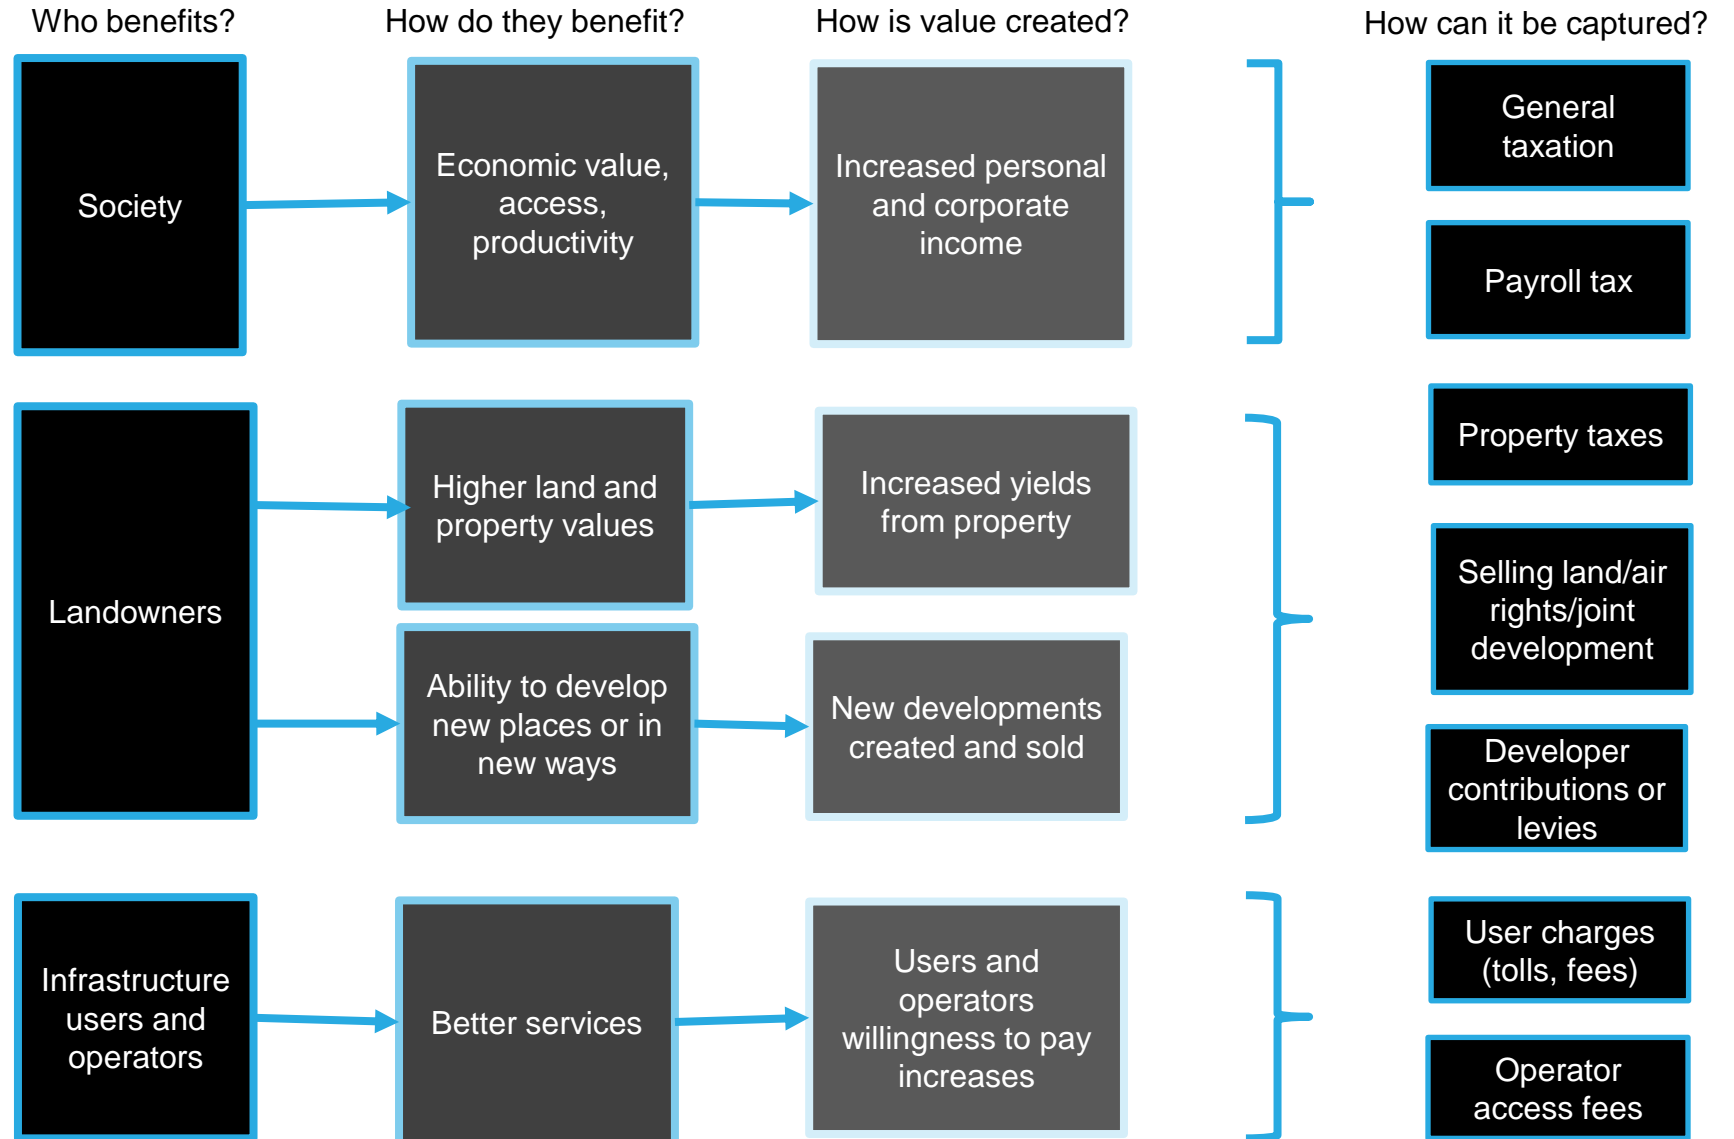 Who benefits?
How do they benefit?
How is value created?
How can it be captured?
Society
Economic value,
access,
productivity
Increased personal
and corporate
income
General
taxation
Payroll tax
Landowners
Higher land and
property values
Increased yields
from property
Ability to develop
new places or in
new ways
New developments
created and sold
Property taxes
Selling land/air
rights/joint
development
Developer
contributions or
levies
Infrastructure
users and
operators
Better services
Users and
operators
willingness to pay
increases
User charges
(tolls, fees)
Operator
access fees